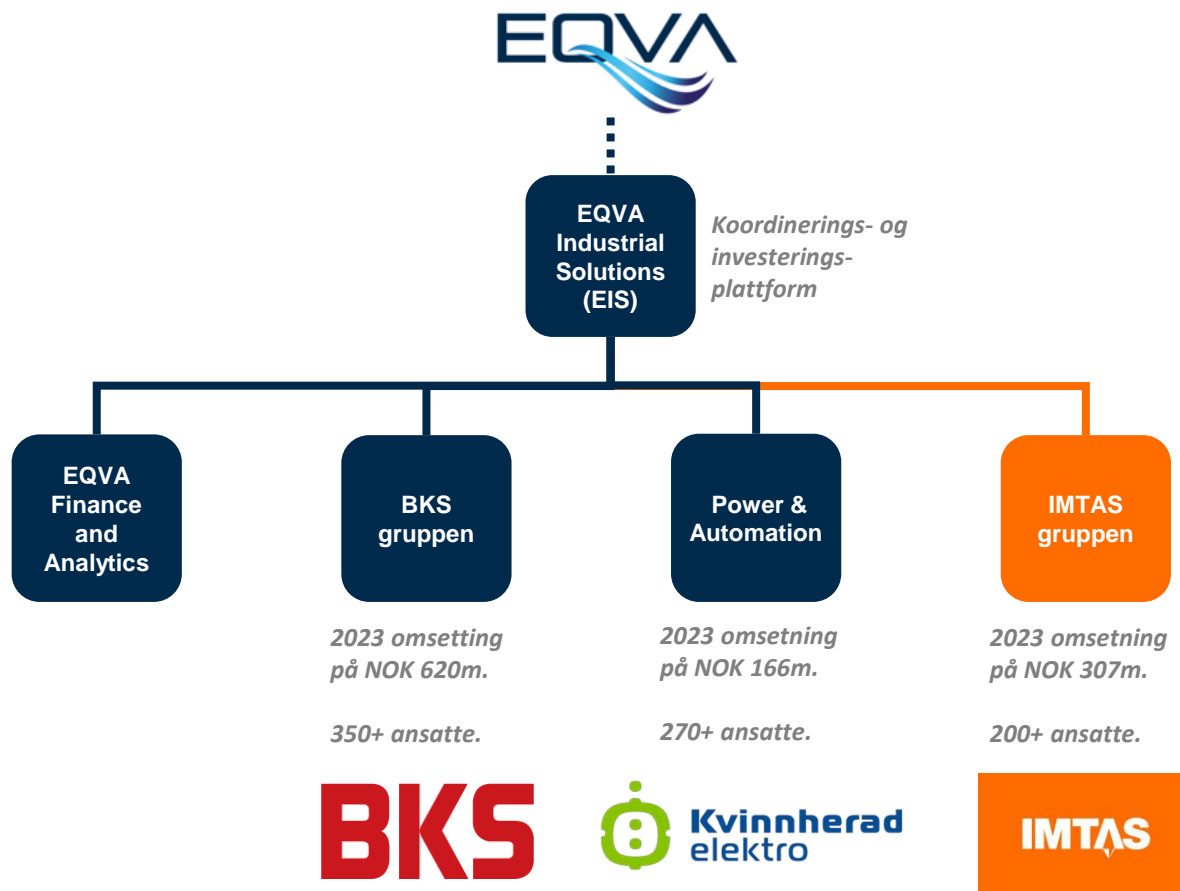 EQVA
EQVA
Industrial
Solutions
(EIS)
Koordinerings- og
investerings-
plattform
EQVA
Finance
and
Analytics
BKS
gruppen
Power &
Automation
IMTAS
gruppen
2023 omsetting
på NOK 620m.
350+ ansatte.
2023 omsetning
på NOK 166m.
270+ ansatte.
2023 omsetning
på NOK 307m.
200+ ansatte.
BKS
Kvinnherad
elektro
IMTAS